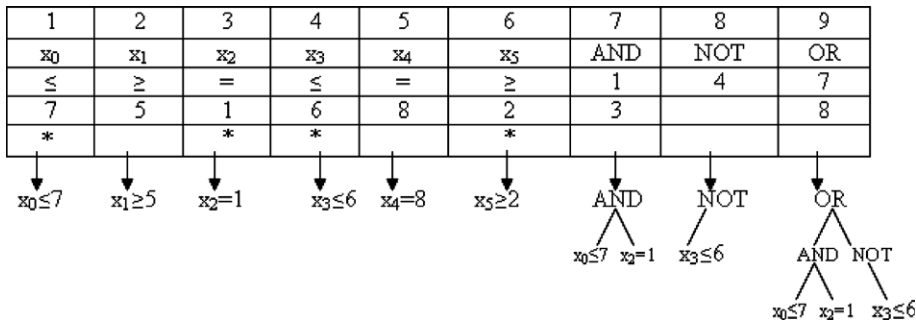 1 2 3 4 5 6 7 8 9
x0 x1 x2 x3 x4 x5 AND NOT OR
≤ ≥ = ≤ = ≥ 1 4 7
7 5 1 6 8 2 3 8
* * * *
x0≤7 x1≥5 x2=1 x3≤6 x4=8 x5≥2 AND NOT OR
x0≤7 x2=1 x3≤6 AND NOT
x0≤7 x2=1 x3≤6